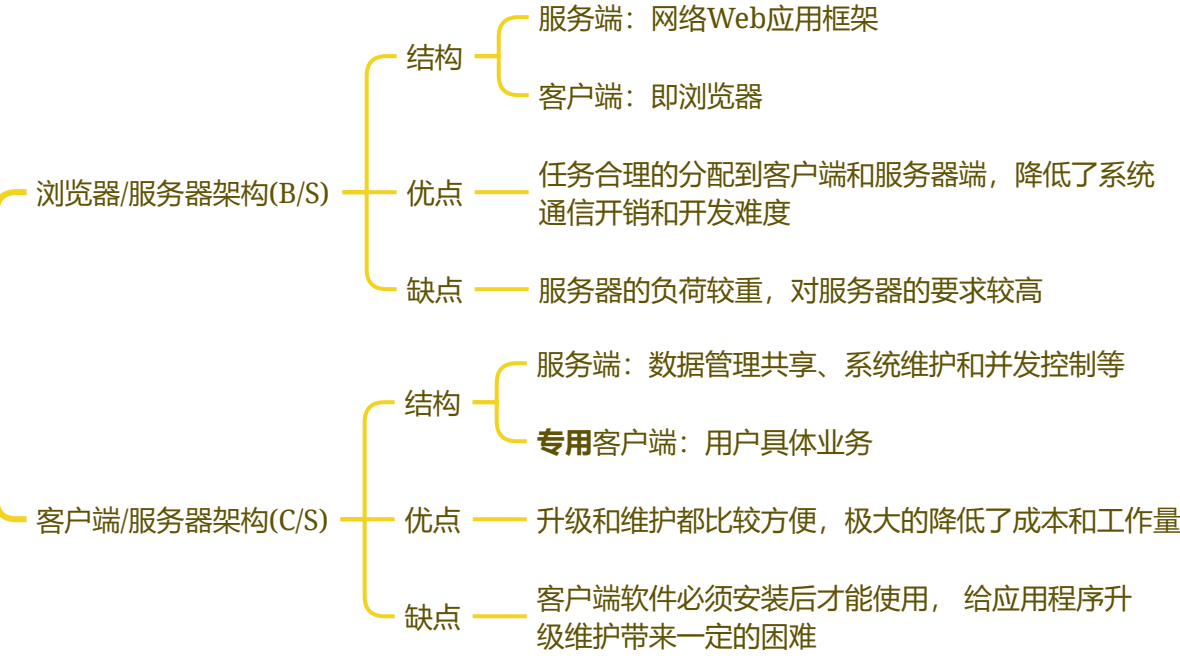 浏览器/服务器架构(B/S)
结构
服务端：网络Web应用框架
客户端：即浏览器
优点
任务合理的分配到客户端和服务器端，降低了系统
通信开销和开发难度
缺点
服务器的负荷较重，对服务器的要求较高
客户端/服务器架构(C/S)
结构
服务端：数据管理共享、系统维护和并发控制等
专用客户端：用户具体业务
优点
升级和维护都比较方便，极大的降低了成本和工作量
缺点
客户端软件必须安装后才能使用， 给应用程序升
级维护带来一定的困难